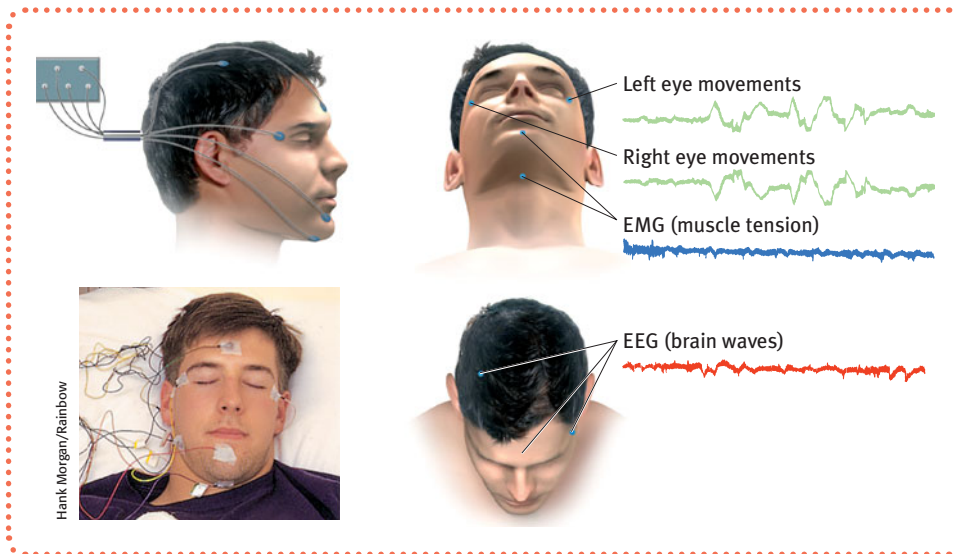 Left eye movements
Right eye movements
EMG (muscle tension)
EEG (brain waves)
Hank Morgan/Rainbow